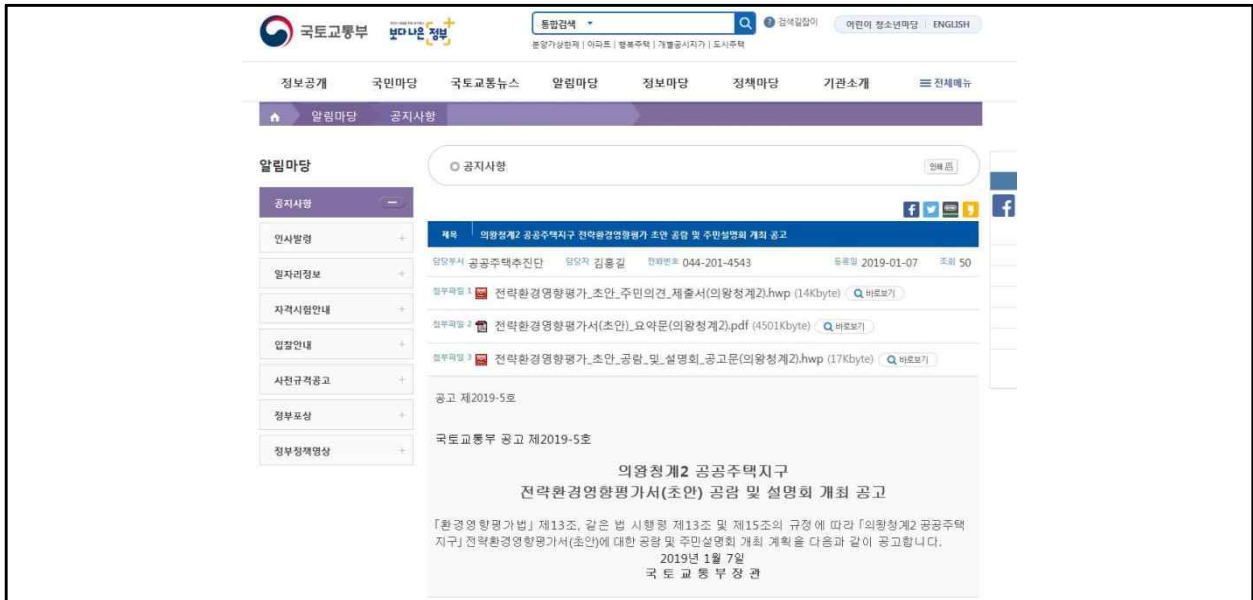 국토교통부
보다나은 정부
통합검색
검색길잡이
어린이 청소년마당 | ENGLISH
분양가상한제 | 아파트 | 행복주택 | 개별공시지가 | 도시주택
정보공개 국민마당 국토교통뉴스 알림마당 정보마당 정책마당 기관소개 전체메뉴
알림마당 공지사항
알림마당
공지사항
인사발령
일자리정보
자격시험안내
입찰안내
사전규격공고
정부포상
정부정책영상
공지사항
인쇄
제목 의왕청계2 공공주택지구 전략환경영향평가 초안 공람 및 주민설명회 개최 공고
담당부서 공공주택추진단 담당자 김홍길 전화번호 044-201-4543 등록일 2019-01-07 조회 50
첨부파일 1 전략환경영향평가_초안_주민의견_제출서(의왕청계2).hwp (14Kbyte) 바로보기
첨부파일 2 전략환경영향평가서(초안)_요약문(의왕청계2).pdf (4501Kbyte) 바로보기
첨부파일 3 전략환경영향평가_초안_공람_및_설명회_공고문(의왕청계2).hwp (17Kbyte) 바로보기
공고 제2019-5호
국토교통부 공고 제2019-5호
의왕청계2 공공주택지구
전략환경영향평가서(초안) 공람 및 설명회 개최 공고
「환경영향평가법」 제13조, 같은 법 시행령 제13조 및 제15조의 규정에 따라 「의왕청계2 공공주택
지구」 전략환경영향평가서(초안)에 대한 공람 및 주민설명회 개최 계획을 다음과 같이 공고합니다.
2019년 1월 7일
국 토 교 통 부 장 관